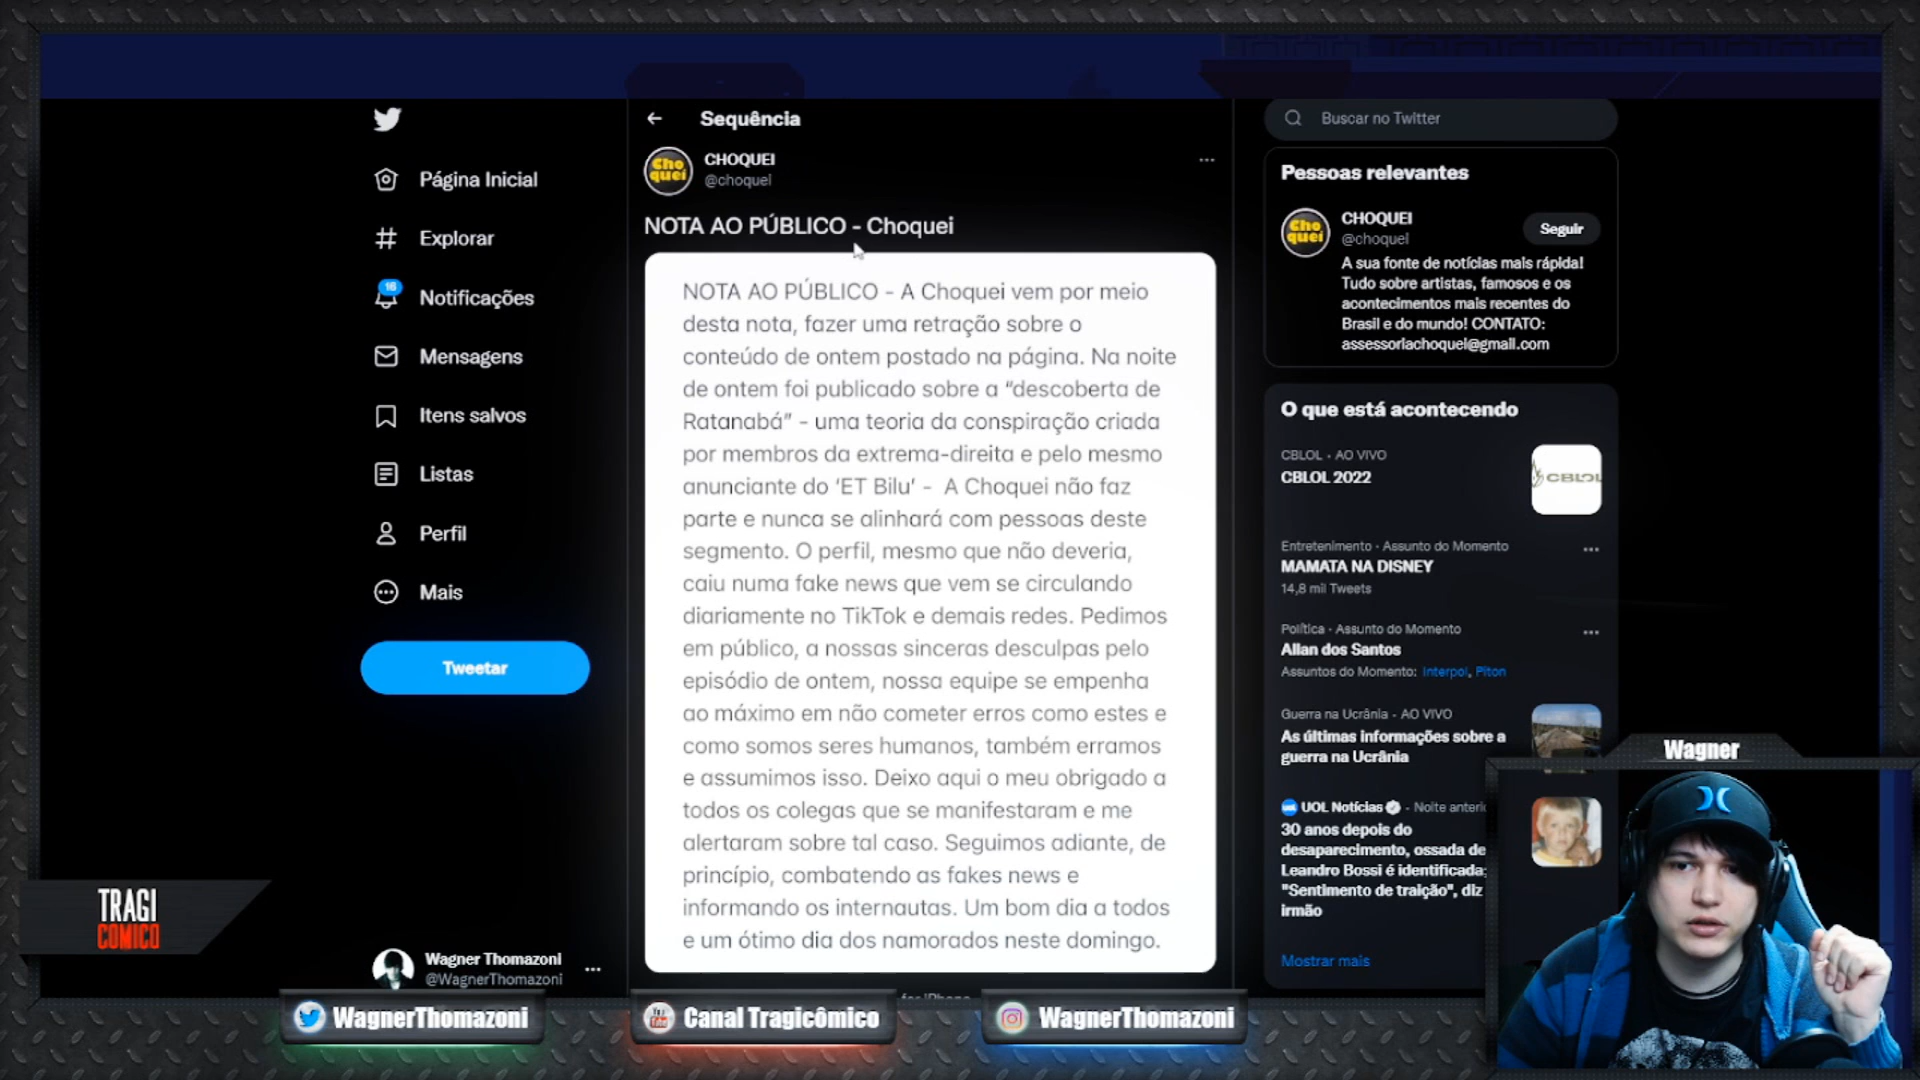 Sequência
CHOQUEI
@choquei
NOTA AO PÚBLICO - Choquei
NOTA AO PÚBLICO - A Choquei vem por meio
desta nota, fazer uma retração sobre o
conteúdo de ontem postado na página. Na noite
de ontem foi publicado sobre a “descoberta de
Ratanabá” - uma teoria da conspiração criada
por membros da extrema-direita e pelo mesmo
anunciante do ‘ET Bilu’ - A Choquei não faz
parte e nunca se alinhará com pessoas deste
segmento. O perfil, mesmo que não deveria,
caiu numa fake news que vem se circulando
diariamente no TikTok e demais redes. Pedimos
em público, a nossas sinceras desculpas pelo
episódio de ontem, nossa equipe se empenha
ao máximo em não cometer erros como estes e
como somos seres humanos, também erramos
e assumimos isso. Deixo aqui o meu obrigado a
todos os colegas que se manifestaram e me
alertaram sobre tal caso. Seguimos adiante, de
princípio, combatendo as fakes news e
informando os internautas. Um bom dia a todos
e um ótimo dia dos namorados neste domingo.
for iPhone
Página Inicial
Explorar
16
Notificações
Mensagens
Itens salvos
Listas
Perfil
Mais
Tweetar
Wagner Thomazoni
@WagnerThomazoni
Buscar no Twitter
Pessoas relevantes
Cho
quei
CHOQUEI
@choquei
Seguir
A sua fonte de notícias mais rápida!
Tudo sobre artistas, famosos e os
acontecimentos mais recentes do
Brasil e do mundo! CONTATO:
assessoriachoquei@gmail.com
O que está acontecendo
CBLOL · AO VIVO
CBLOL 2022
CBLOL
Entretenimento · Assunto do Momento
MAMATA NA DISNEY
14,8 mil Tweets
Política · Assunto do Momento
Allan dos Santos
Assuntos do Momento: Interpol, Piton
Guerra na Ucrânia · AO VIVO
As últimas informações sobre a
guerra na Ucrânia
UOL Notícias · Noite anteri
30 anos depois do
desaparecimento, ossada de
Leandro Bossi é identificada;
"Sentimento de traição", diz
irmão
Mostrar mais
Cho
quei
Wagner
TRAGI
COMICO
WagnerThomazoni
Canal Tragicômico
WagnerThomazoni